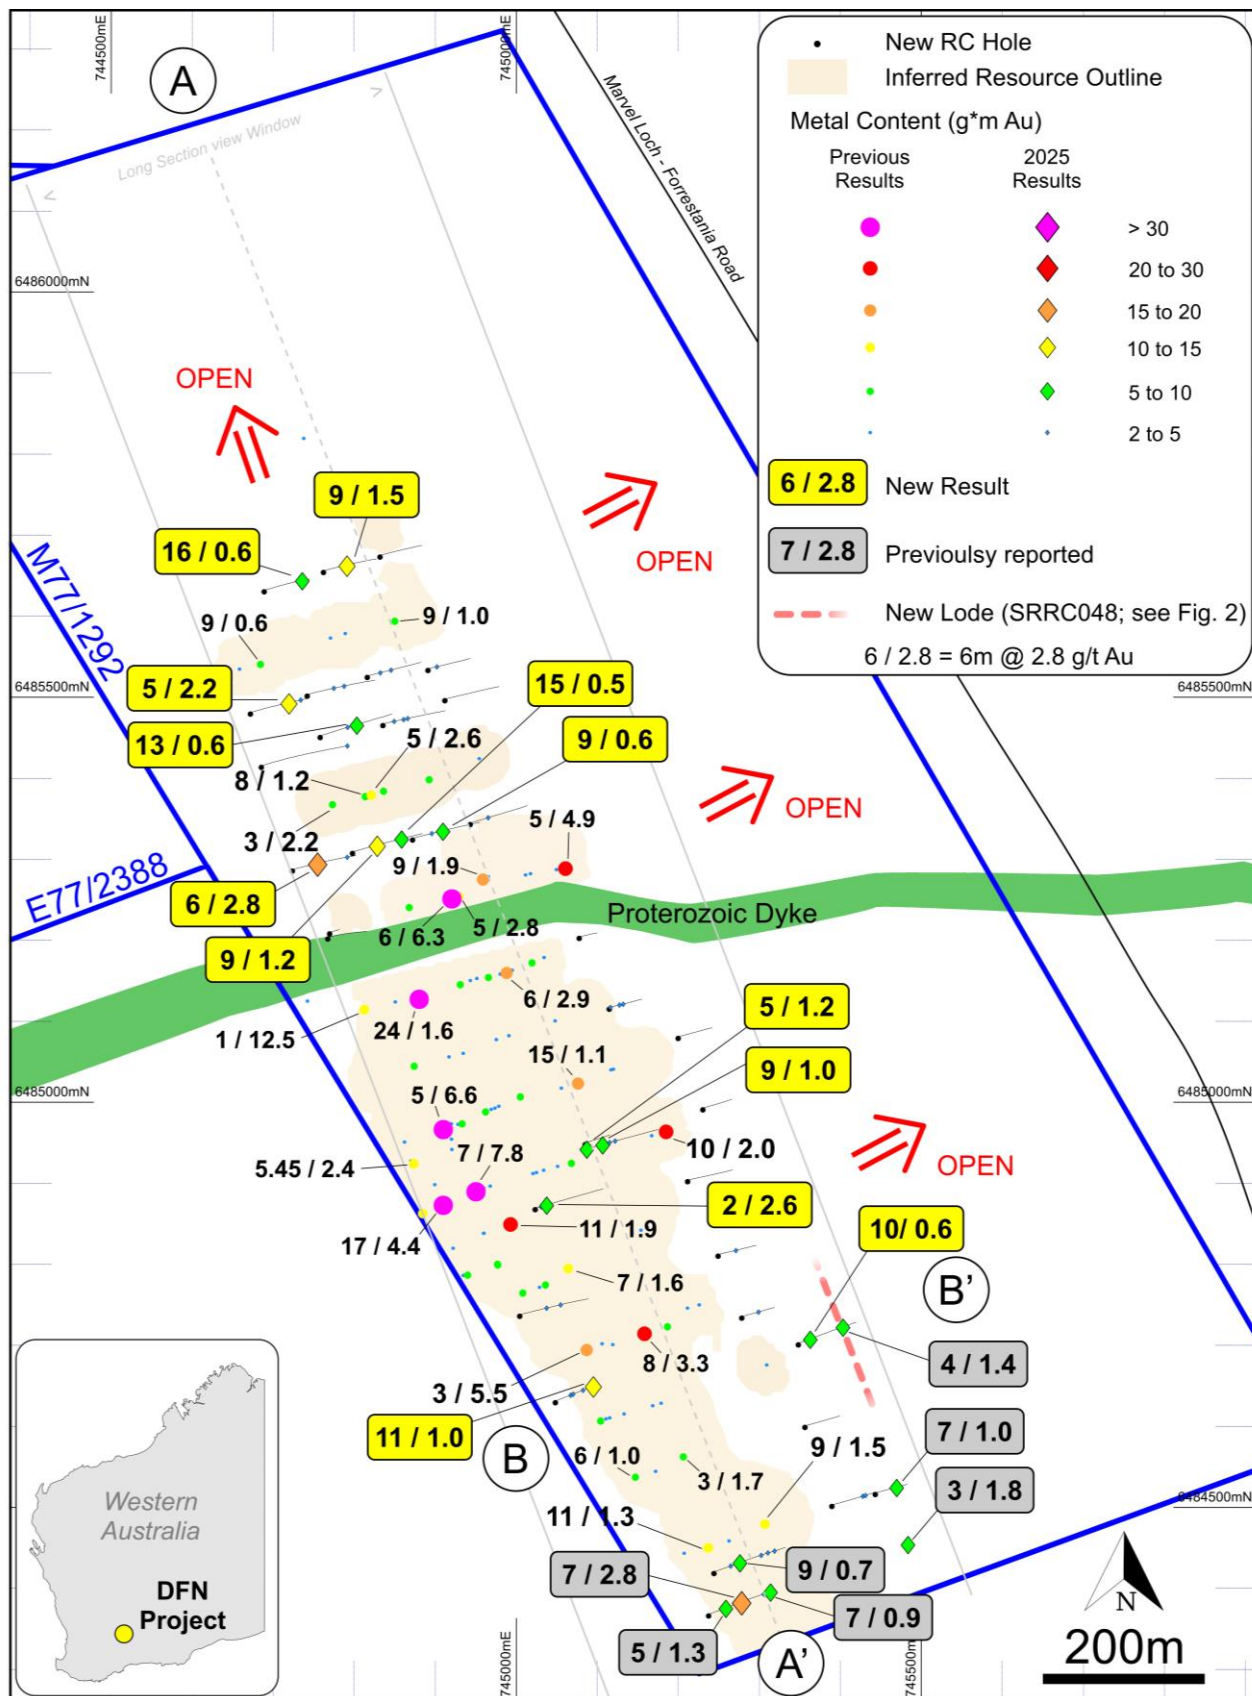 744500mE
745000mE
A
Long Section view Window
Marvel Loch - Forrestania Road
New RC Hole
Inferred Resource Outline
Metal Content (g*m Au)
Previous
Results
2025
Results
> 30
20 to 30
15 to 20
10 to 15
5 to 10
2 to 5
6 / 2.8
New Result
7 / 2.8
Previoulsy reported
New Lode (SRRC048; see Fig. 2)
6 / 2.8 = 6m @ 2.8 g/t Au
6486000mN
OPEN
OPEN
9 / 1.5
16 / 0.6
M77/1292
9 / 0.6
9 / 1.0
6485500mN
6485500mN
5 / 2.2
15 / 0.5
13 / 0.6
9 / 0.6
5 / 2.6
8 / 1.2
OPEN
3 / 2.2
5 / 4.9
9 / 1.9
E77/2388
6 / 2.8
Proterozoic Dyke
6 / 6.3
5 / 2.8
9 / 1.2
6 / 2.9
5 / 1.2
24 / 1.6
1 / 12.5
15 / 1.1
9 / 1.0
6485000mN
6485000mN
5 / 6.6
7 / 7.8
10 / 2.0
5.45 / 2.4
OPEN
2 / 2.6
17 / 4.4
11 / 1.9
10/ 0.6
7 / 1.6
B’
8 / 3.3
4 / 1.4
3 / 5.5
11 / 1.0
B
9 / 1.5
7 / 1.0
6 / 1.0
3 / 1.7
3 / 1.8
6484500mN
11 / 1.3
7 / 2.8
9 / 0.7
7 / 0.9
5 / 1.3
A’
745000mE
745500mE
N
200m
Western
Australia
DFN
Project